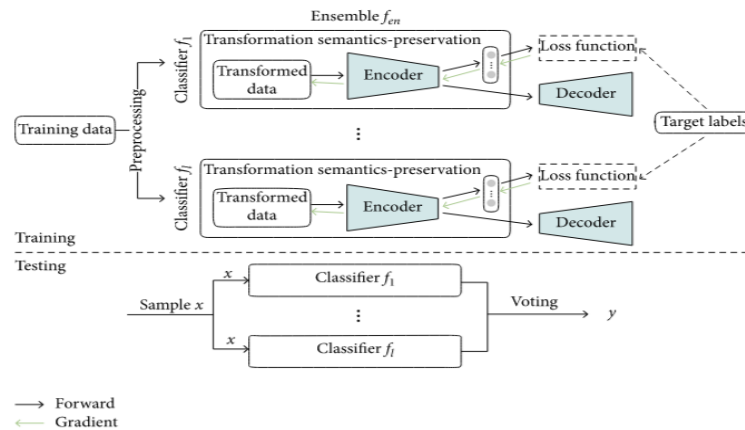 Ensemble f_en
Classifier f_1
Transformation semantics-preservation
Transformed data
Encoder
Loss function
Decoder
Training data
Preprocessing
Target labels
Classifier f_l
Transformation semantics-preservation
Transformed data
Encoder
Loss function
Decoder
Training
Testing
Sample x
x
Classifier f_1
x
Classifier f_l
Voting
y
Forward
Gradient